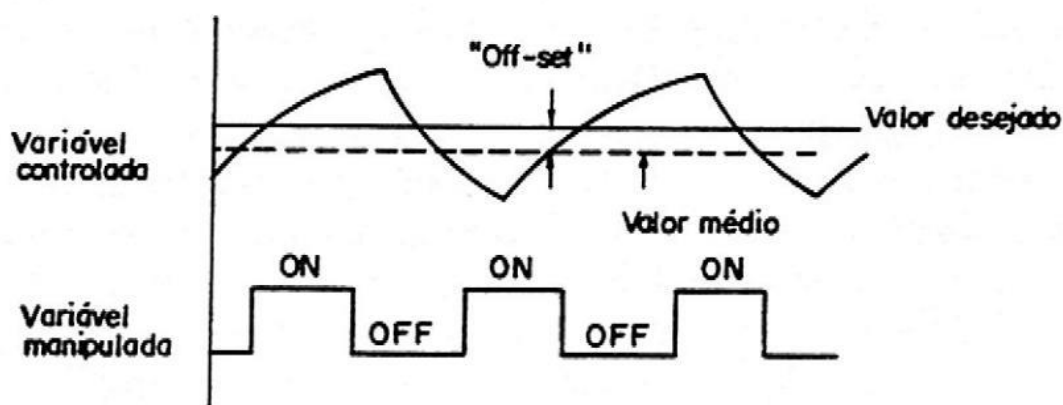 "Off-set"
Valor desejado
Variável
controlada
Valor médio
ON
ON
ON
Variável
manipulada
OFF
OFF